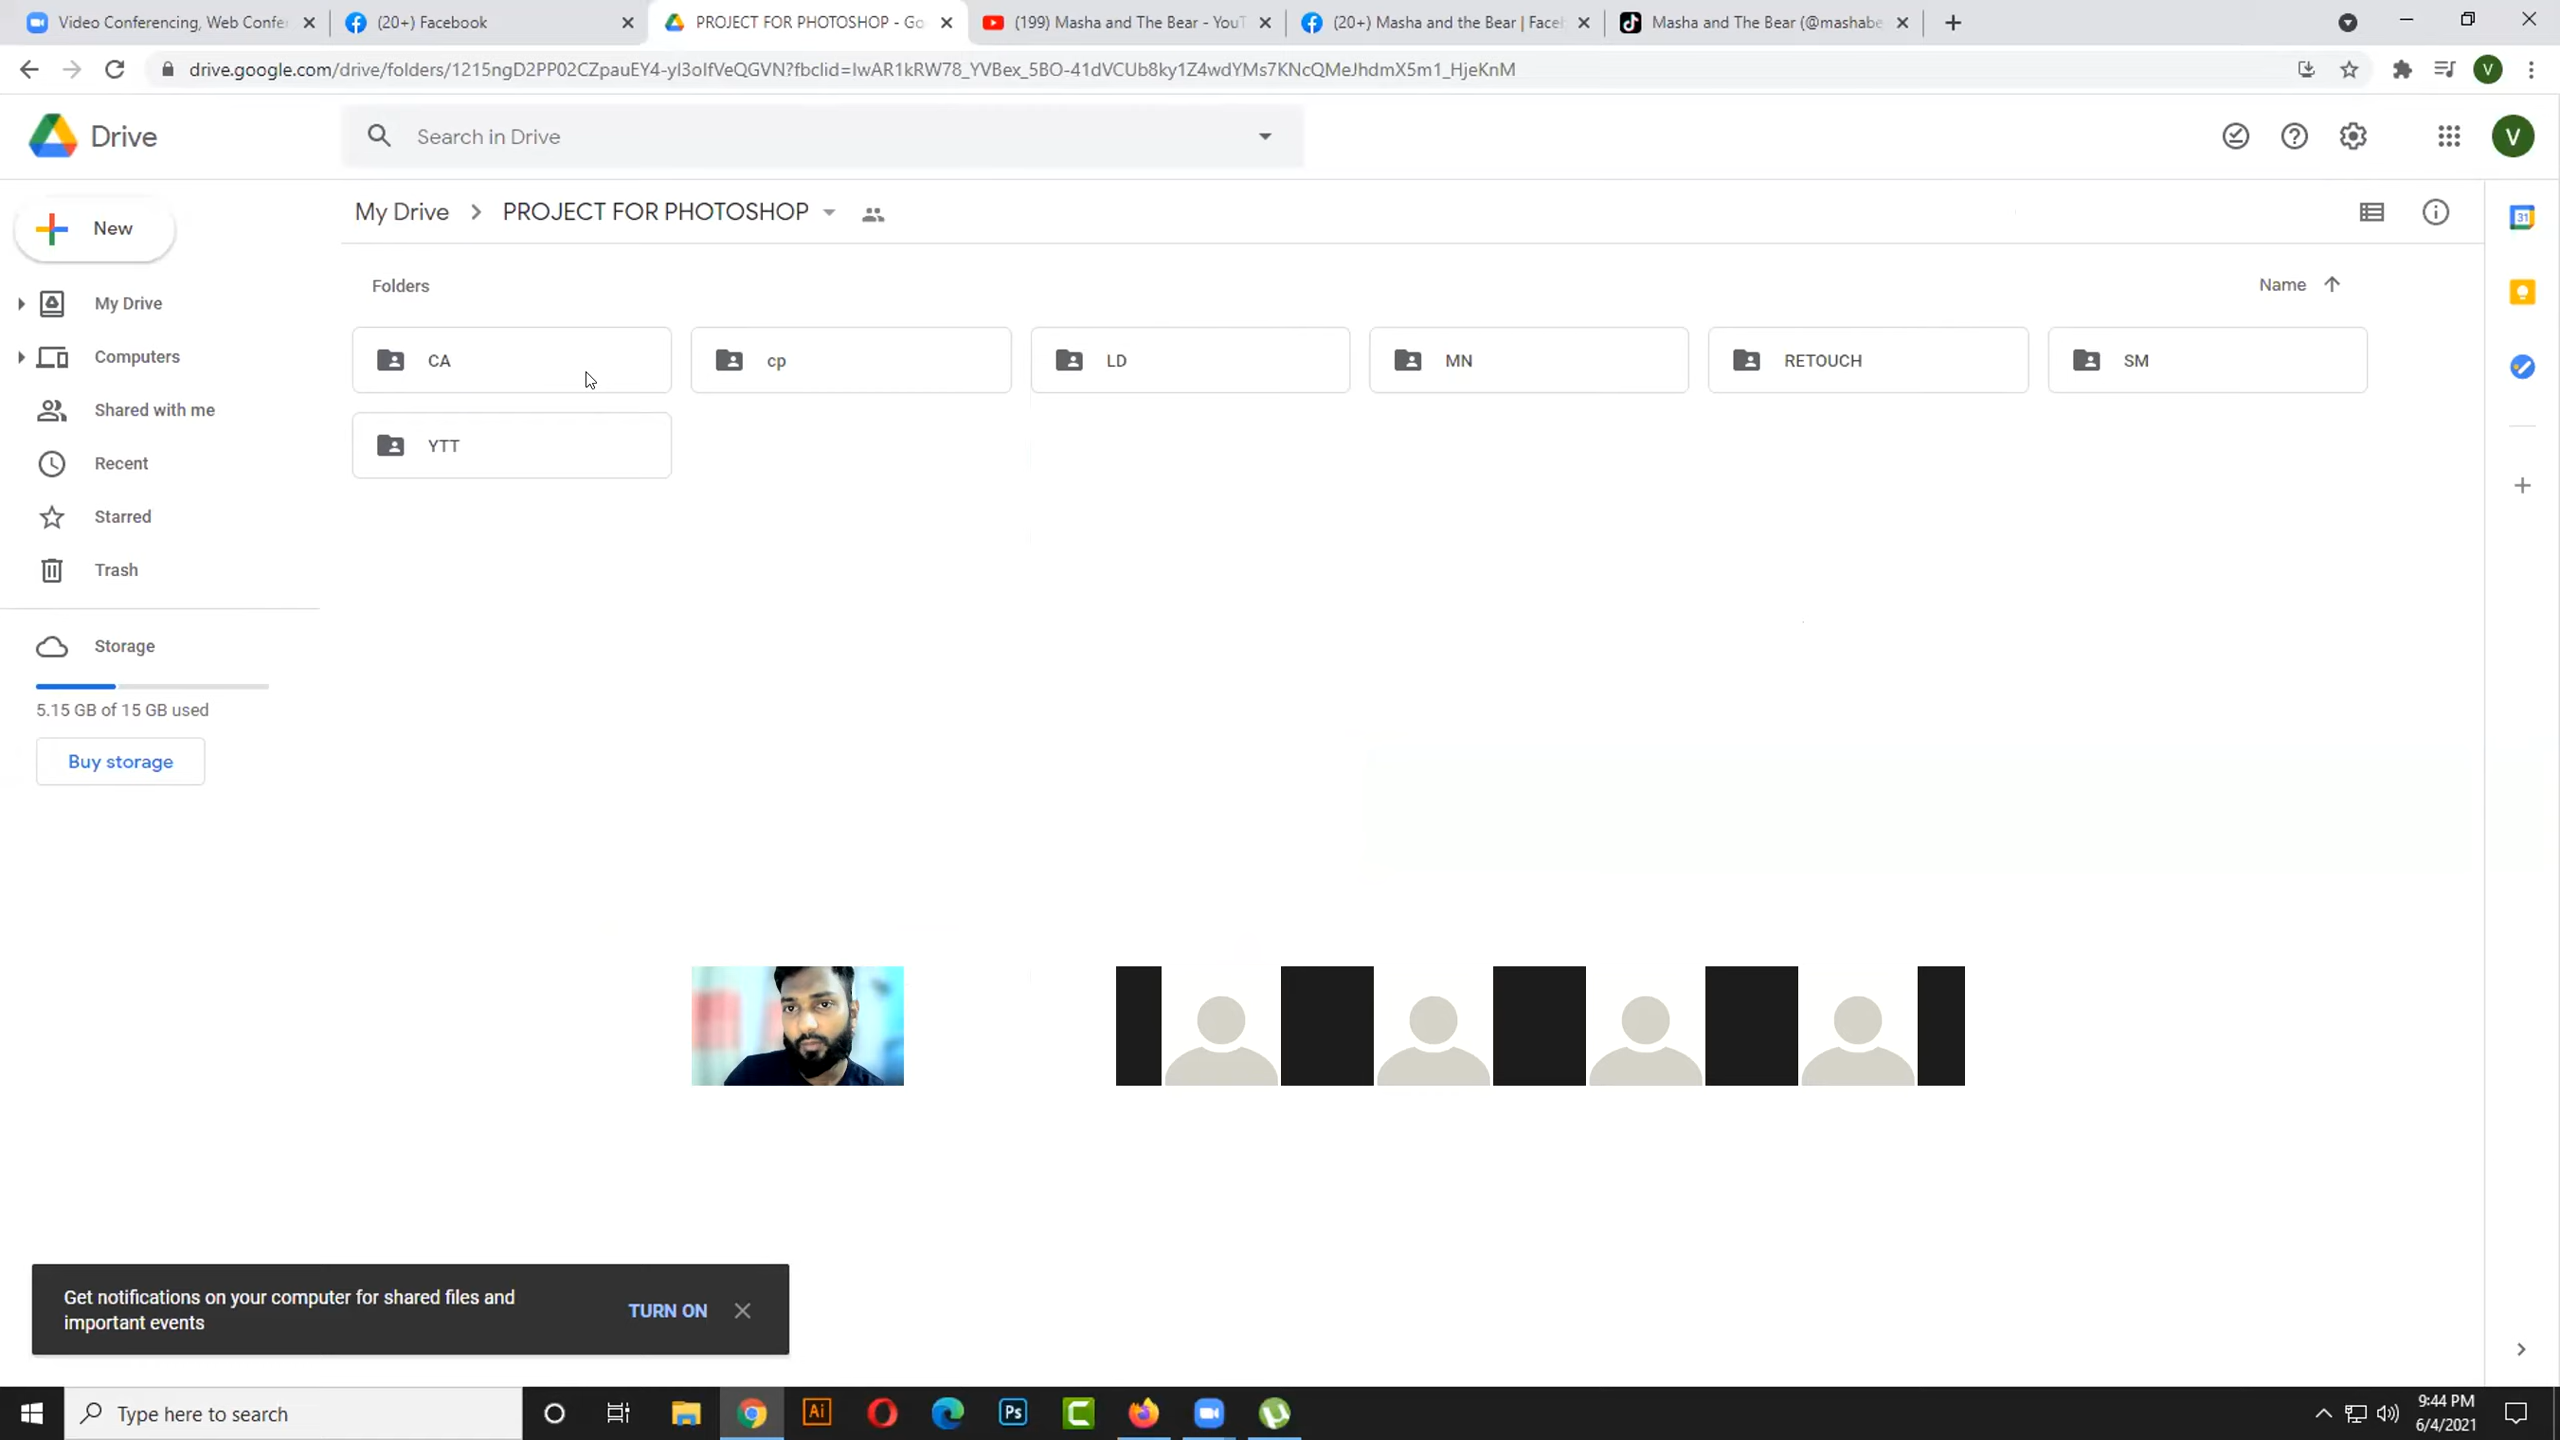 Video Conferencing, Web Confer
(20+) Facebook
PROJECT FOR PHOTOSHOP - Go
(199) Masha and The Bear - YouT
(20+) Masha and the Bear | Faceb
Masha and The Bear (@mashabe
drive.google.com/drive/folders/1215ngD2PP02CZpauEY4-yI3oIfVeQGVN?fbclid=IwAR1kRW78_YVBex_5BO-41dVCUb8ky1Z4wdYMs7KNcQMeJhdmX5m1_HjeKnM
V
Drive
Search in Drive
V
New
My Drive
PROJECT FOR PHOTOSHOP
31
Folders
Name
My Drive
Computers
Shared with me
Recent
Starred
Trash
CA
cp
LD
MN
RETOUCH
SM
YTT
Storage
5.15 GB of 15 GB used
Buy storage
Get notifications on your computer for shared files and
important events
TURN ON
Type here to search
Ai
Ps
9:44 PM
6/4/2021